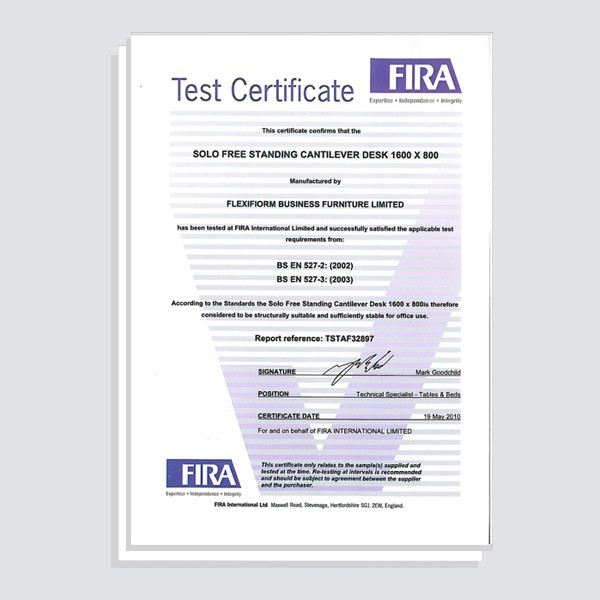 Test Certificate
FIRA
Expertise • Independence • Integrity
This certificate confirms that the
SOLO FREE STANDING CANTILEVER DESK 1600 X 800
Manufactured by
FLEXIFIORM BUSINESS FURNITURE LIMITED
has been tested at FIRA International Limited and successfully satisfied the applicable test
requirements from:
BS EN 527-2: (2002)
BS EN 527-3: (2003)
According to the Standards the Solo Free Standing Cantilever Desk 1600 x 800is therefore
considered to be structurally suitable and sufficiently stable for office use.
Report reference: TSTAF32897
SIGNATURE Mark Goodchild
POSITION Technical Specialist - Tables & Beds
CERTIFICATE DATE 19 May 2010
For and on behalf of FIRA INTERNATIONAL LIMITED
FIRA
Expertise • Independence • Integrity
This certificate only relates to the sample(s) supplied and
tested at the time. Re-testing at intervals is recommended
and should be subject to agreement between the supplier
and the purchaser.
FIRA International Ltd Maxwell Road, Stevenage, Hertfordshire SG1 2EW, England.